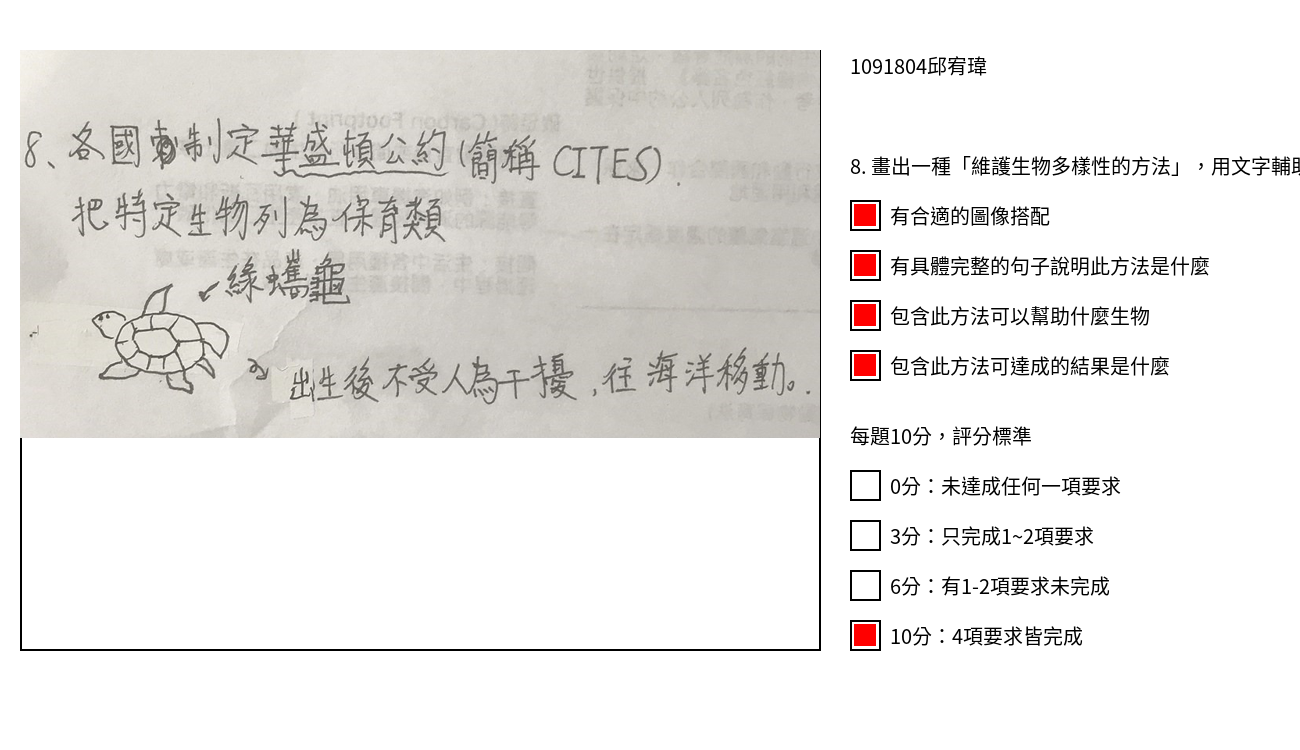 1091804邱宥瑋
8. 畫出一種「維護生物多樣性的方法」，用文字輔助
有合適的圖像搭配
有具體完整的句子說明此方法是什麼
包含此方法可以幫助什麼生物
包含此方法可達成的結果是什麼
每題10分，評分標準
0分：未達成任何一項要求
3分：只完成1~2項要求
6分：有1-2項要求未完成
10分：4項要求皆完成
8、各國制定華盛頓公約(簡稱 CITES).
把特定生物列為保育類
綠蠵龜
出生後不受人為干擾,往海洋移動。.